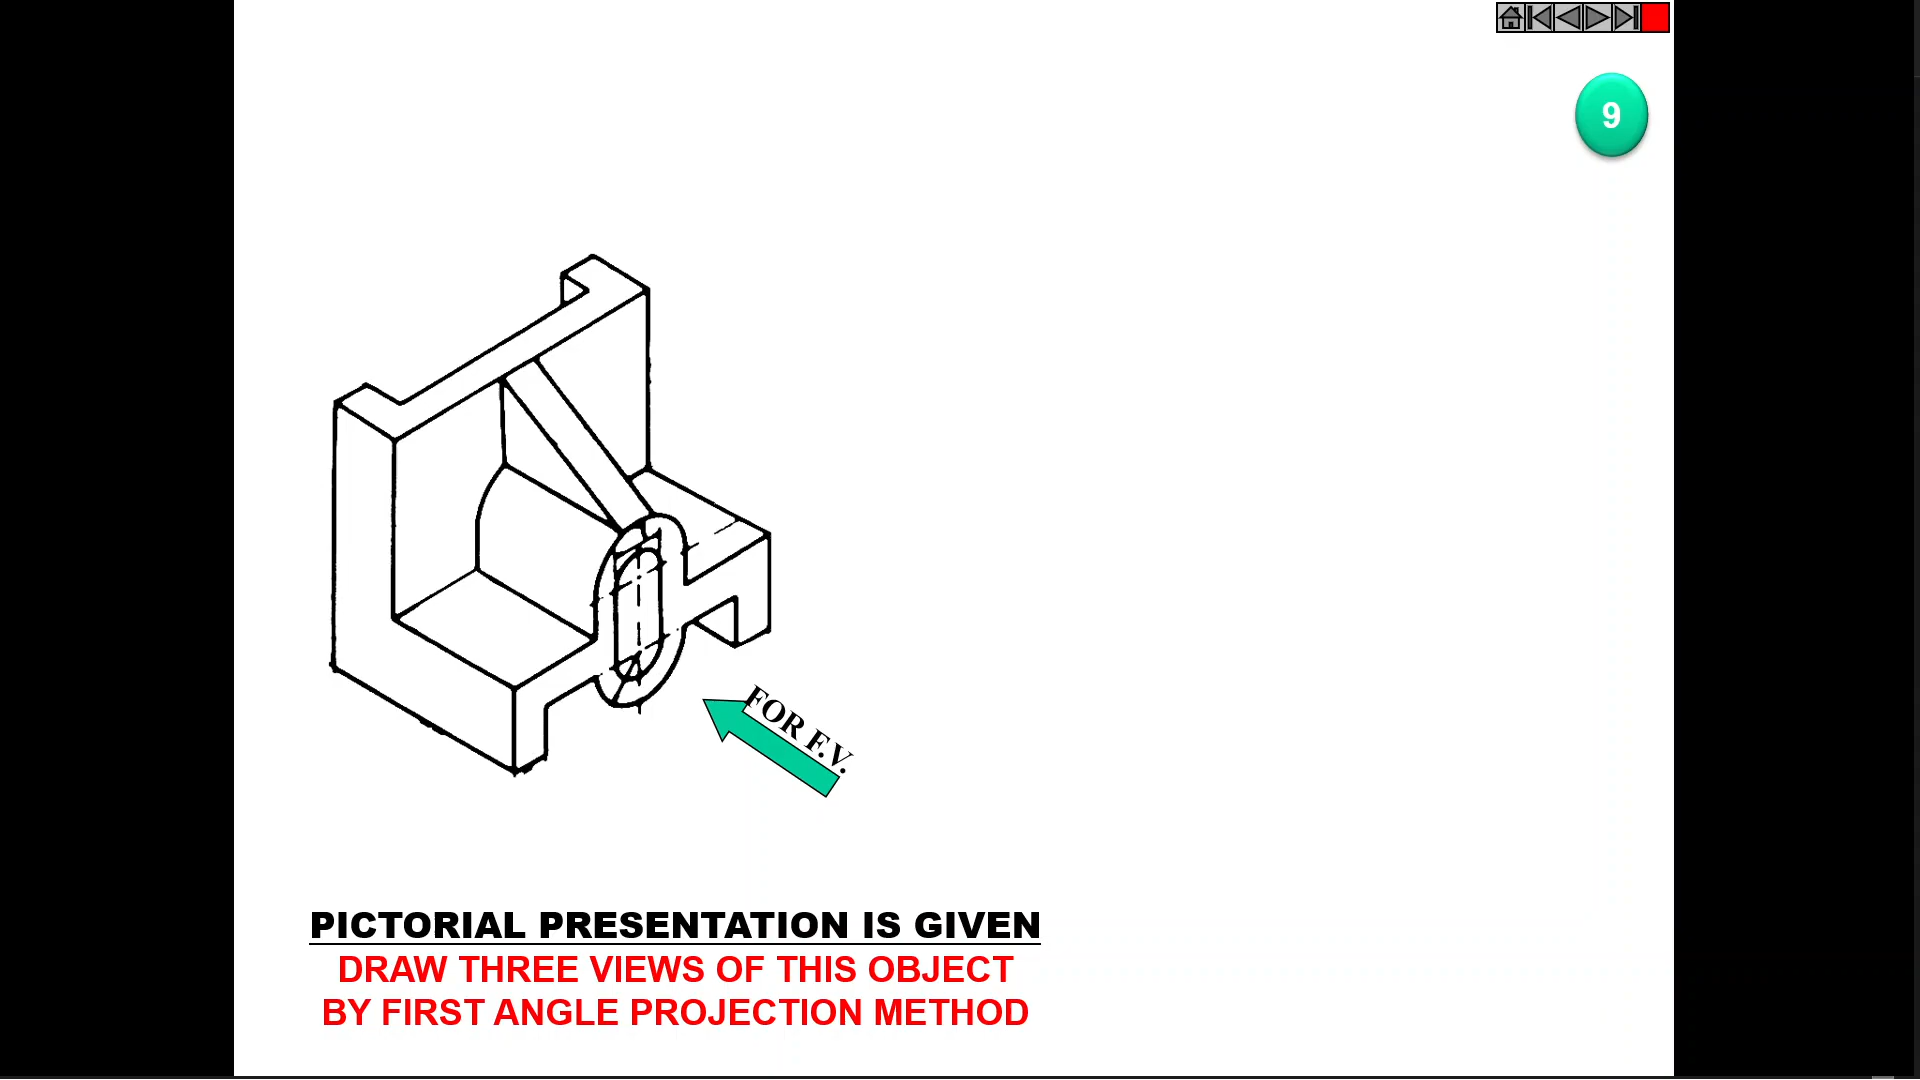 9
FOR F.V.
PICTORIAL PRESENTATION IS GIVEN
DRAW THREE VIEWS OF THIS OBJECT
BY FIRST ANGLE PROJECTION METHOD